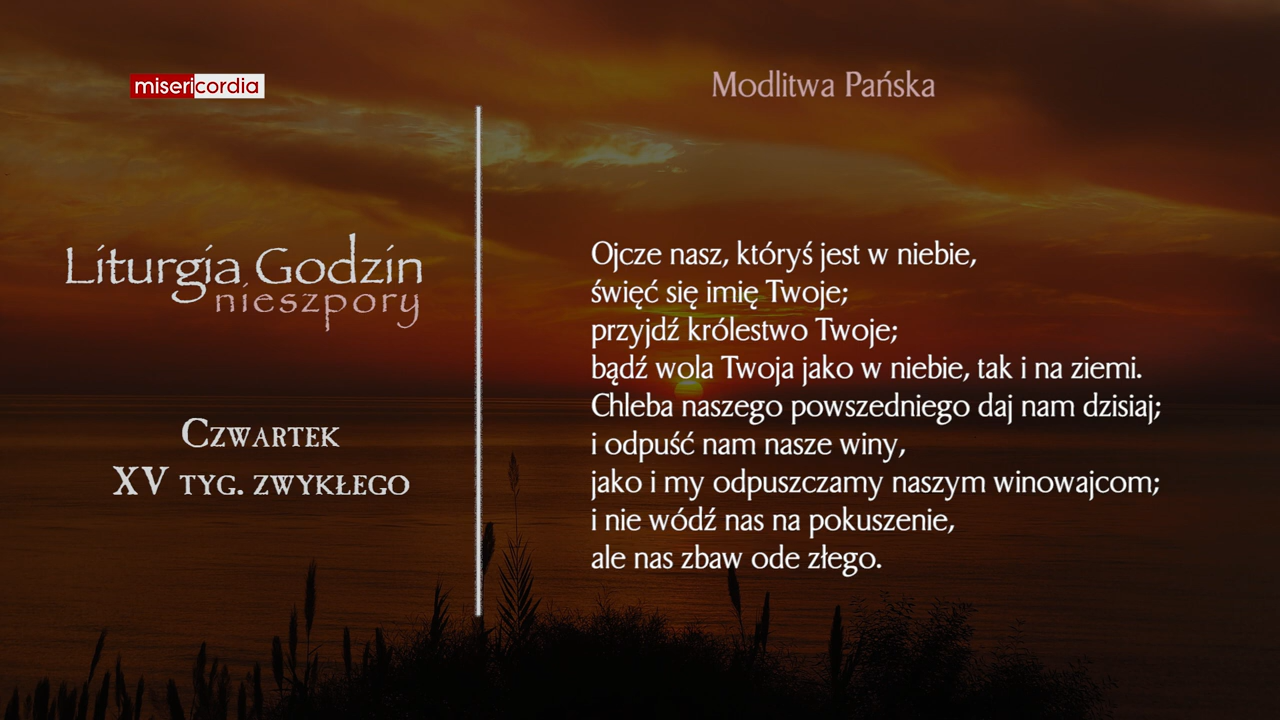 misericordia
Liturgia Godzin
nieszpory
Czwartek
XV tyg. zwykłego
Modlitwa Pańska
Ojcze nasz, któryś jest w niebie,
święć się imię Twoje;
przyjdź królestwo Twoje;
bądź wola Twoja jako w niebie, tak i na ziemi.
Chleba naszego powszedniego daj nam dzisiaj;
i odpuść nam nasze winy,
jako i my odpuszczamy naszym winowajcom;
i nie wódź nas na pokuszenie,
ale nas zbaw ode złego.